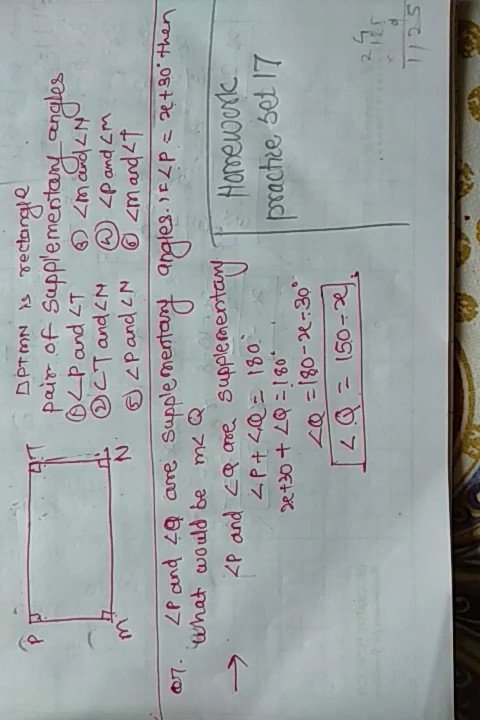 P T
M N
□PTMN is rectangle
pair of supplementary angles
① <P and <T ③ <M and <N
② <T and <N ④ <P and <M
⑤ <P and <N ⑥ <M and <T
Q7. <P and <Q are supplementary angles. <P = x+30° then
what would be m<Q
→ <P and <Q are supplementary
<P + <Q = 180°
x+30 + <Q = 180°
<Q = 180-x-30°
<Q = 150-x.
Homework
practice set 17
1125